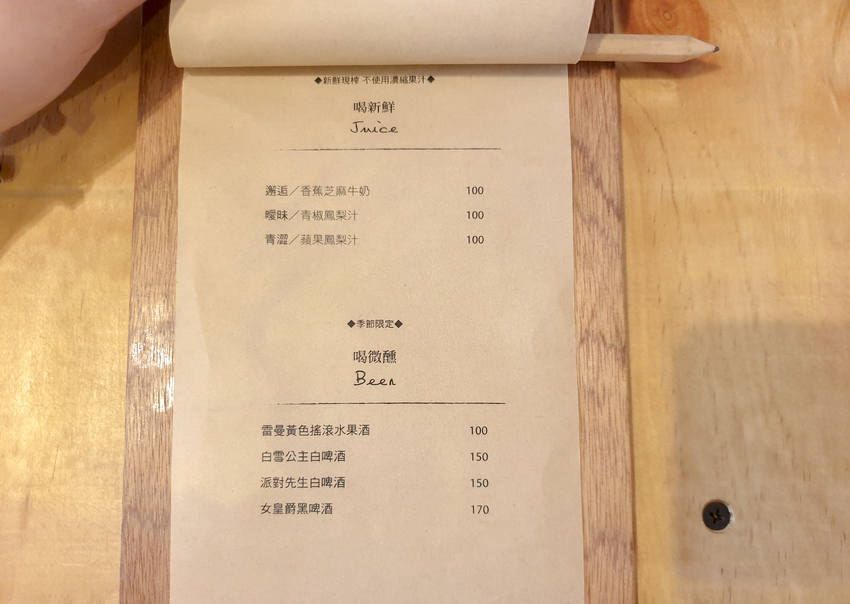 ◆新鮮現榨 不使用濃縮果汁◆
喝新鮮
Juice
邂逅／香蕉芝麻牛奶 100
曖昧／青椒鳳梨汁 100
青澀／蘋果鳳梨汁 100
◆季節限定◆
喝微醺
Beer
雷曼黃色搖滾水果酒 100
白雪公主白啤酒 150
派對先生白啤酒 150
女皇爵黑啤酒 170